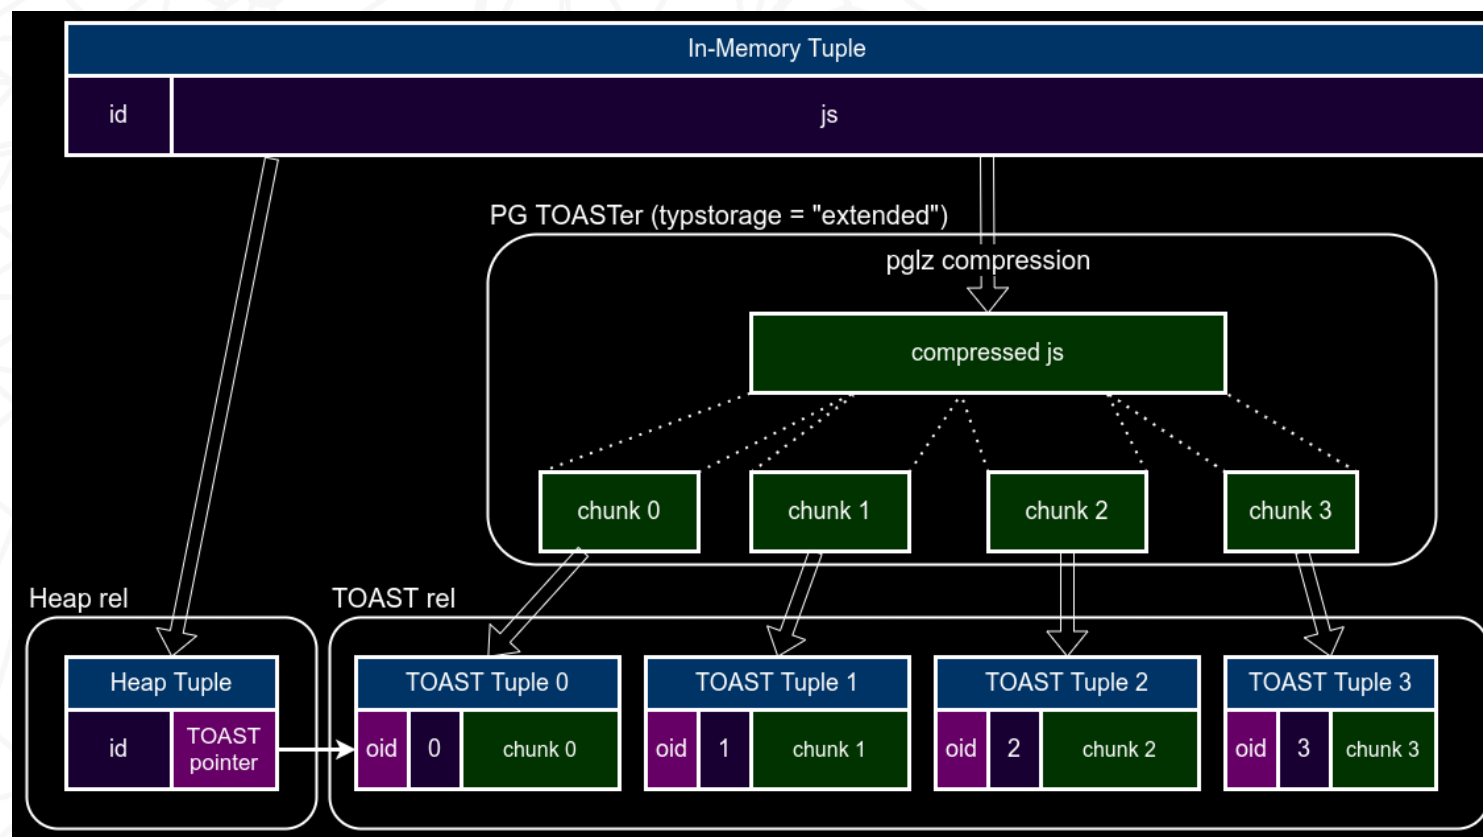 In-Memory Tuple
id
js
PG TOASTer (typstorage = "extended")
pglz compression
compressed js
chunk 0
chunk 1
chunk 2
chunk 3
Heap rel
TOAST rel
Heap Tuple
TOAST Tuple 0
TOAST Tuple 1
TOAST Tuple 2
TOAST Tuple 3
id
TOAST
pointer
oid
0
chunk 0
oid
1
chunk 1
oid
2
chunk 2
oid
3
chunk 3